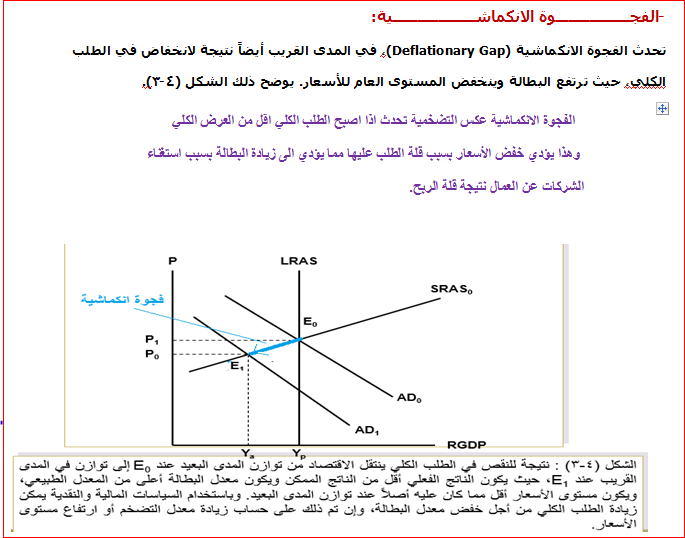 -الفجـــــــوة الانكماشـــــــــية:
تحدث الفجوة الانكماشية (Deflationary Gap)، في المدى القريب أيضاً نتيجة لانخفاض في الطلب
الكلي، حيث ترتفع البطالة وينخفض المستوى العام للأسعار. يوضح ذلك الشكل (٤-٣).
الفجوة الانكماشية عكس التضخمية تحدث اذا اصبح الطلب الكلي اقل من العرض الكلي
وهذا يؤدي خفض الأسعار بسبب قلة الطلب عليها مما يؤدي الى زيادة البطالة بسبب استغناء
الشركات عن العمال نتيجة قلة الربح.
P
LRAS
SRAS₀
فجوة انكماشية
E₀
P₁
P₀
E₁
AD₀
AD₁
RGDP
Yₐ
Yₚ
الشكل (٤-٣) : نتيجة للنقص في الطلب الكلي ينتقل الاقتصاد من توازن المدى البعيد عند E₀ إلى توازن في المدى
القريب عند E₁، حيث يكون الناتج الفعلي أقل من الناتج الممكن ويكون معدل البطالة أعلى من المعدل الطبيعي،
ويكون مستوى الأسعار أقل مما كان عليه أصلاً عند توازن المدى البعيد. وباستخدام السياسات المالية والنقدية يمكن
زيادة الطلب الكلي من أجل خفض معدل البطالة، وإن تم ذلك على حساب زيادة معدل التضخم أو ارتفاع مستوى
الأسعار.